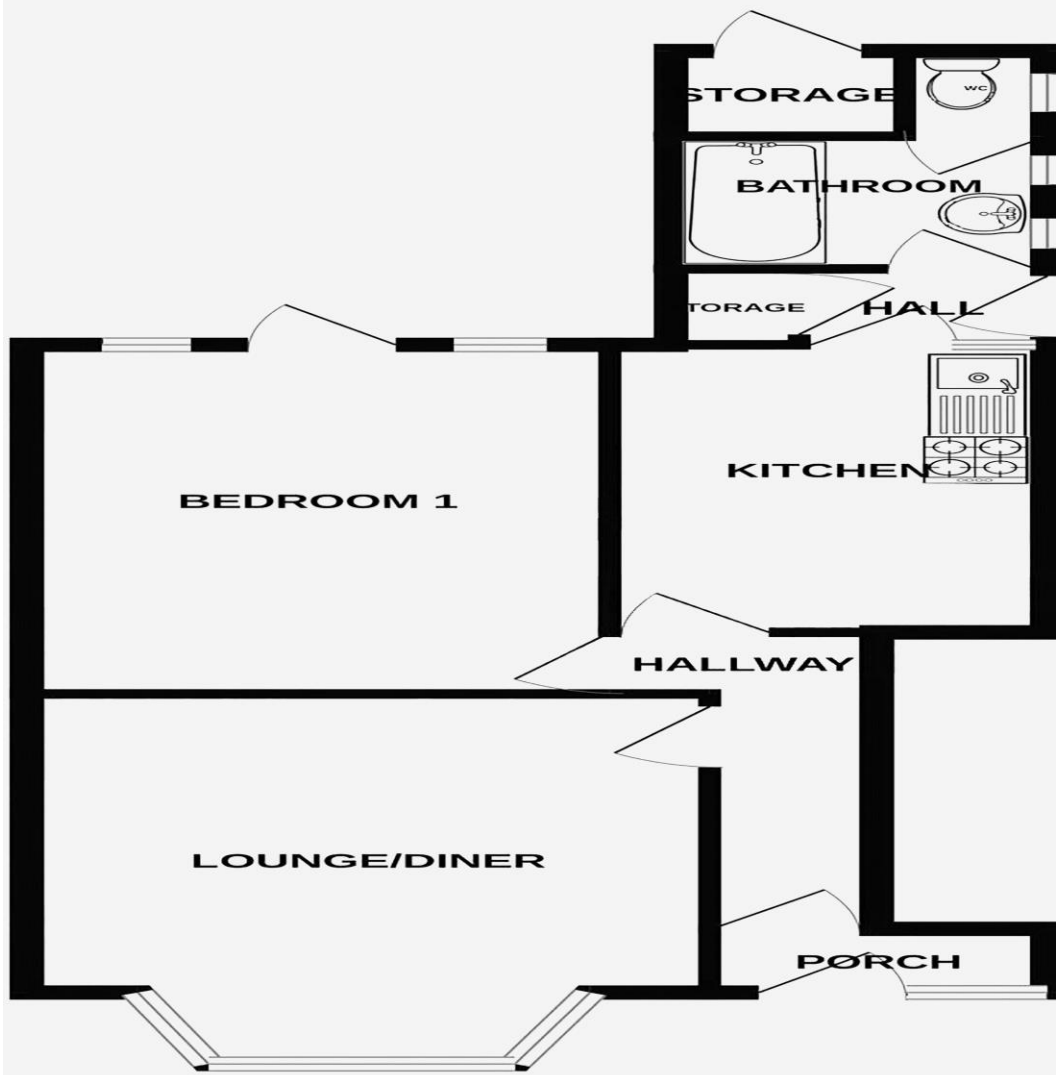 STORAGE
WC
BATHROOM
TORAGE
HALL
KITCHEN
BEDROOM 1
HALLWAY
LOUNGE/DINER
PORCH